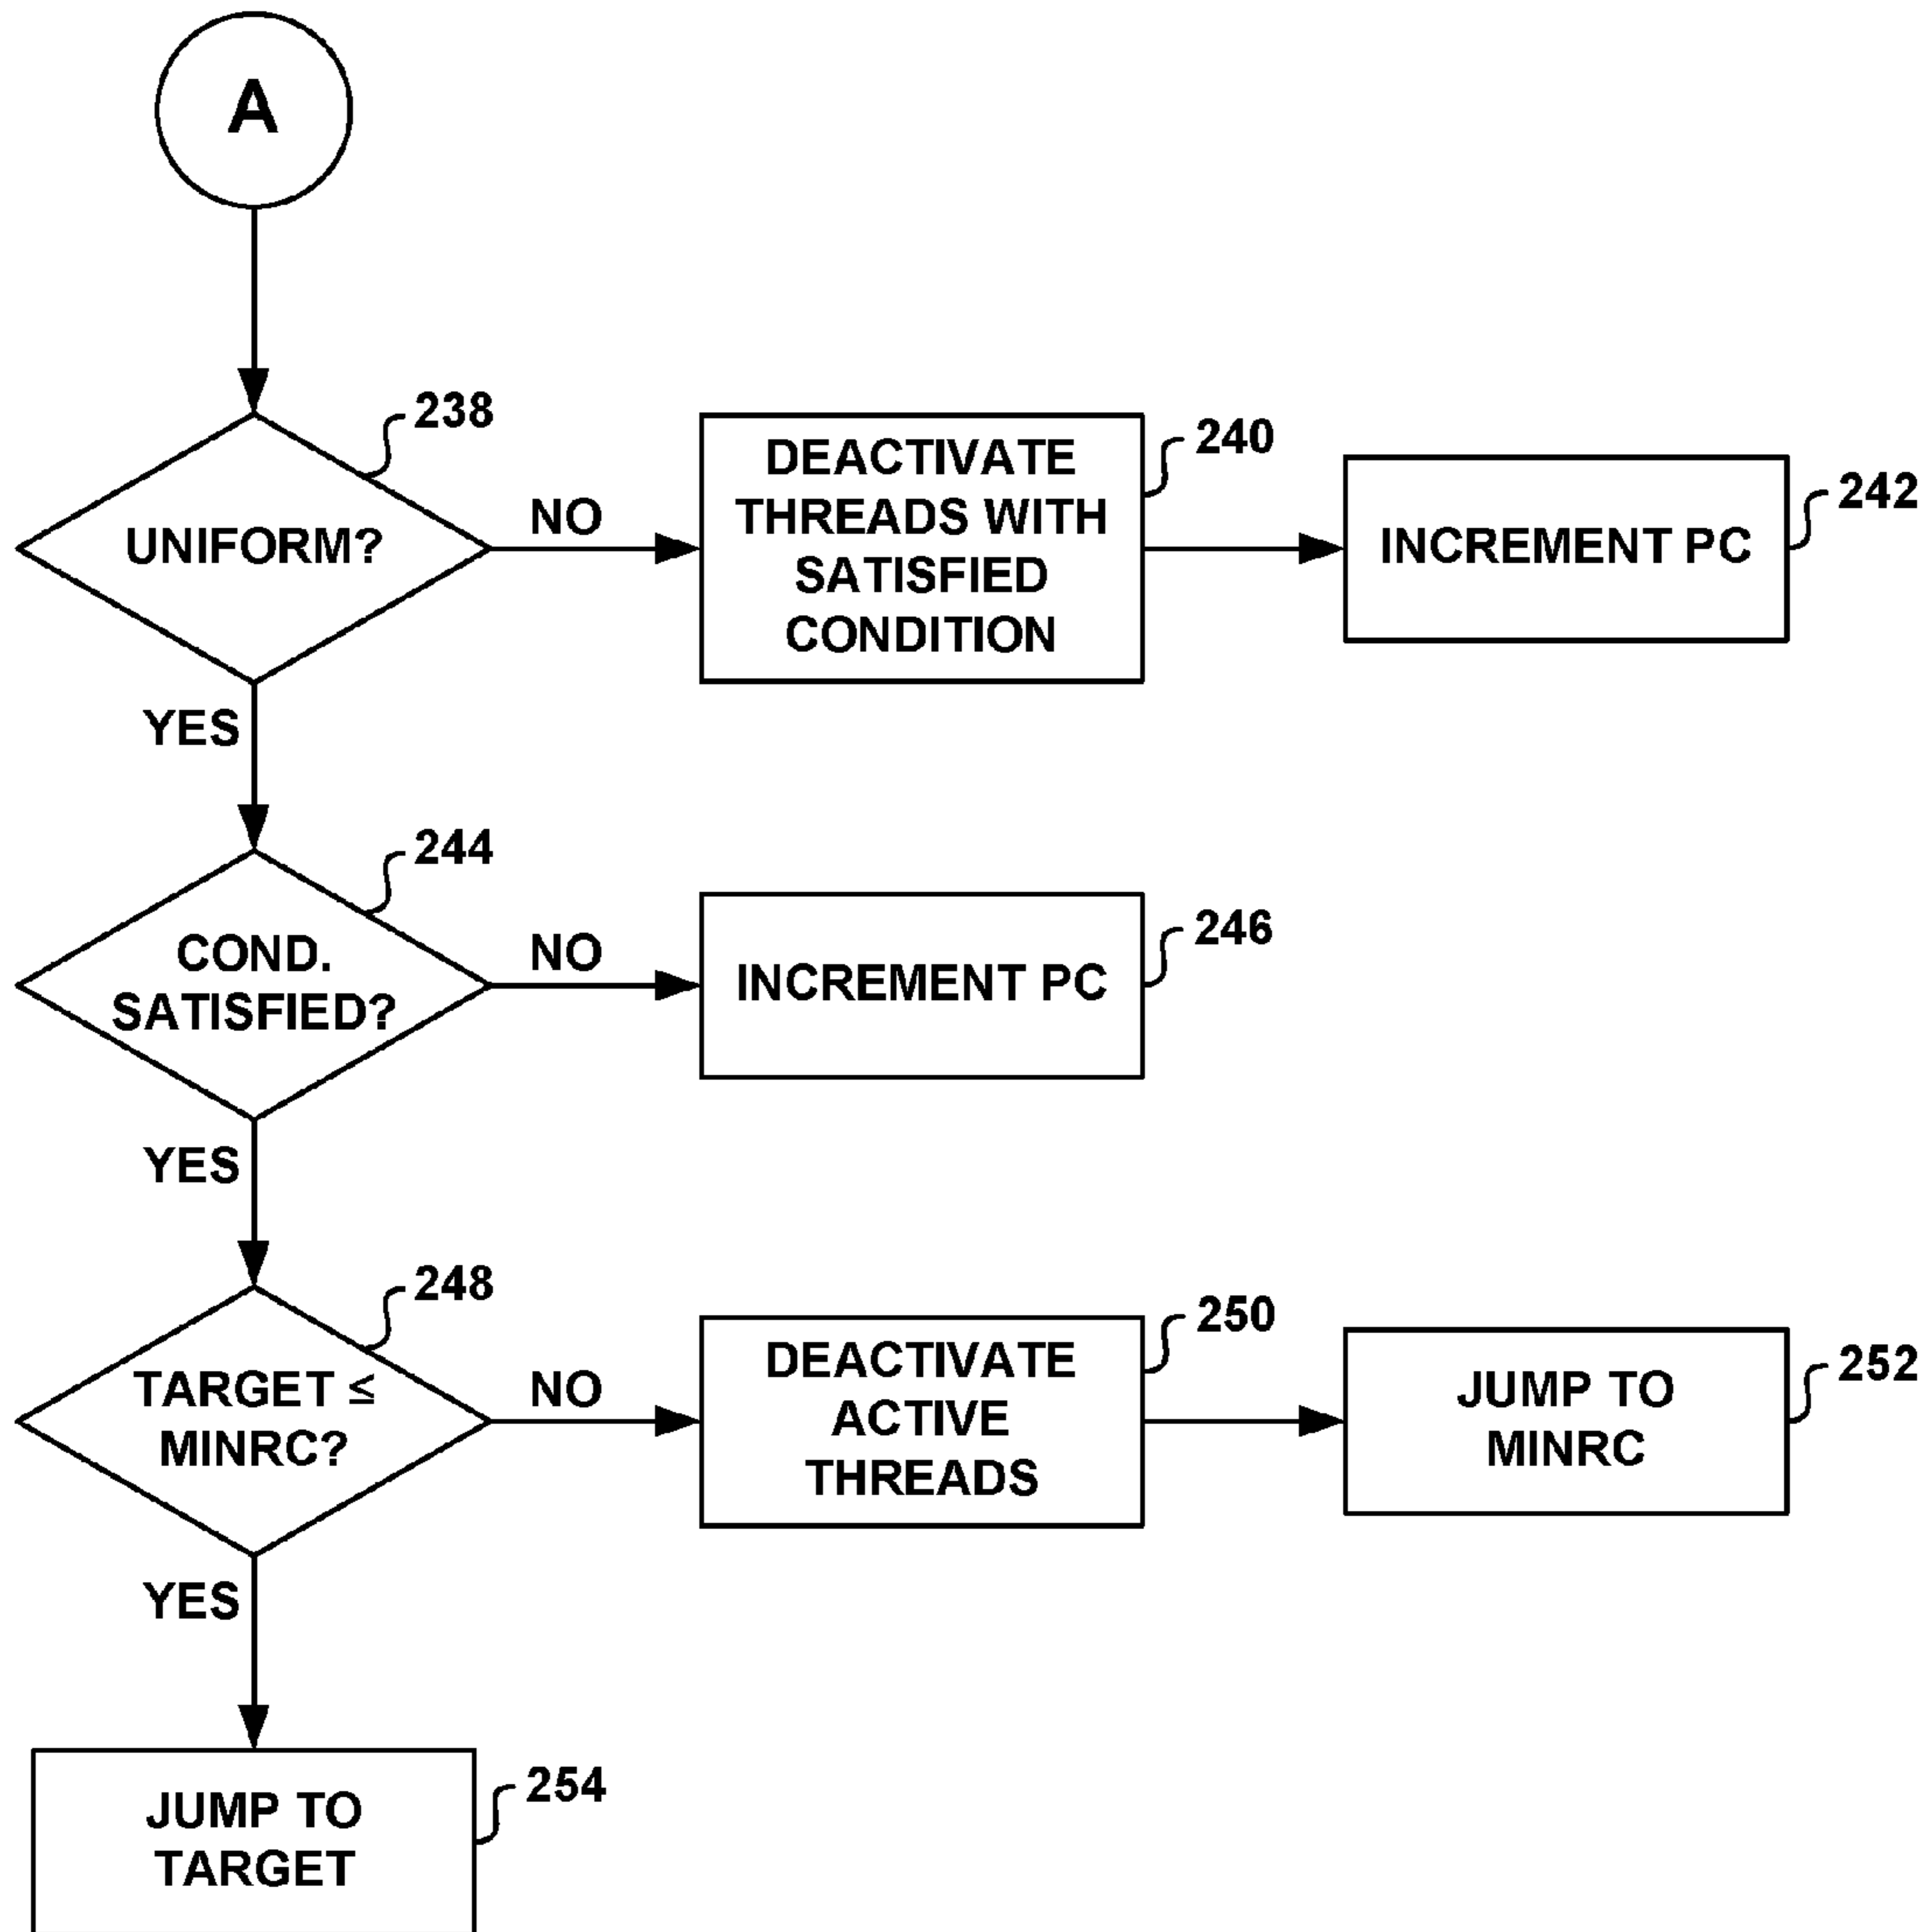 A
238
UNIFORM?
NO
DEACTIVATE
THREADS WITH
SATISFIED
CONDITION
240
INCREMENT PC
242
YES
244
COND.
SATISFIED?
NO
INCREMENT PC
246
YES
248
TARGET ≤
MINRC?
NO
DEACTIVATE
ACTIVE
THREADS
250
JUMP TO
MINRC
252
YES
JUMP TO
TARGET
254